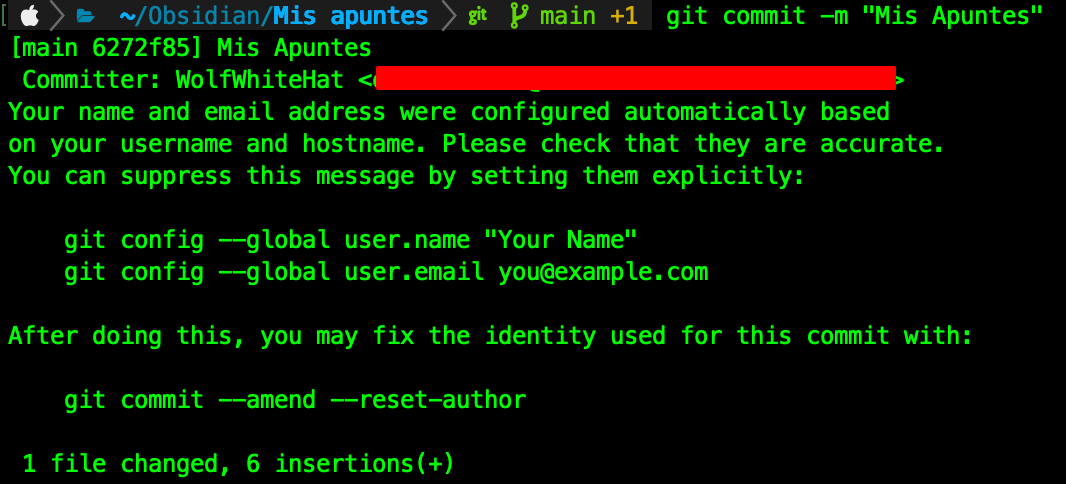 ~/Obsidian/Mis apuntes git main +1 git commit -m "Mis Apuntes"
[main 6272f85] Mis Apuntes
Committer: WolfWhiteHat < >
Your name and email address were configured automatically based
on your username and hostname. Please check that they are accurate.
You can suppress this message by setting them explicitly:
git config --global user.name "Your Name"
git config --global user.email you@example.com
After doing this, you may fix the identity used for this commit with:
git commit --amend --reset-author
1 file changed, 6 insertions(+)